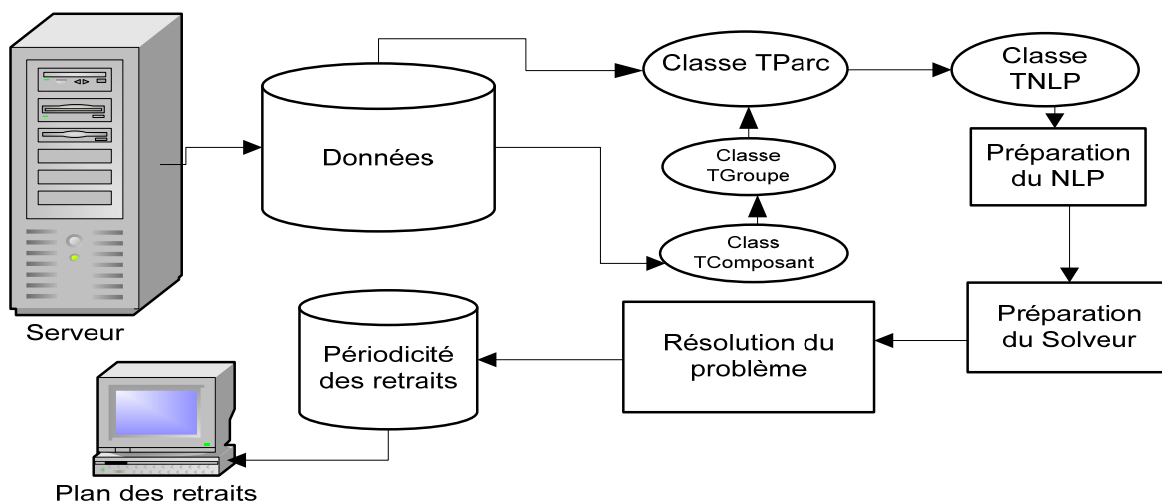 Classe TParc
Classe
TNLP
Données
Classe
TGroupe
Préparation
du NLP
Class
TComposant
Serveur
Périodicité
des retraits
Résolution du
problème
Préparation
du Solveur
Plan des retraits